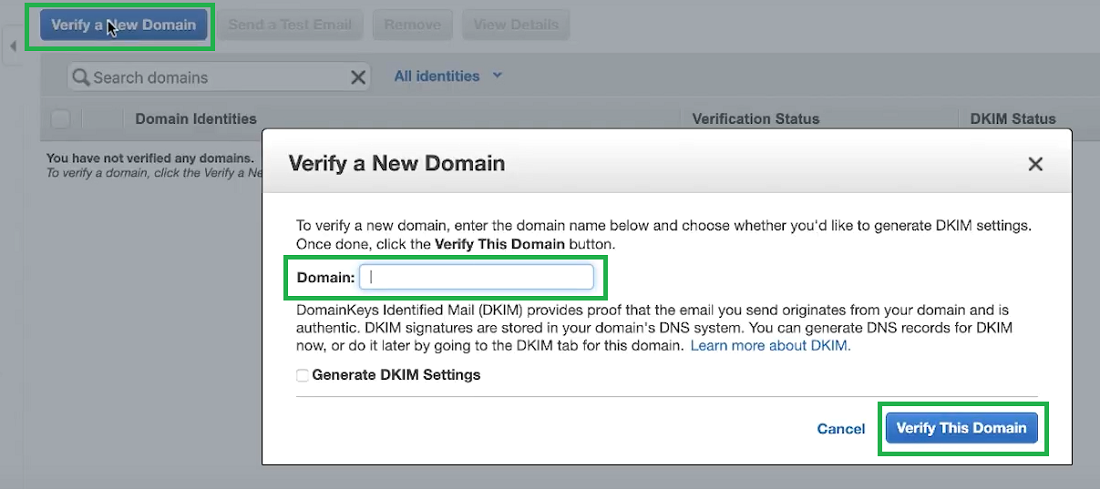 Verify a New Domain Send a Test Email Remove View Details
Search domains All identities
Domain Identities Verification Status DKIM Status
You have not verified any domains.
To verify a domain, click the Verify a Ne
Verify a New Domain
To verify a new domain, enter the domain name below and choose whether you'd like to generate DKIM settings.
Once done, click the Verify This Domain button.
Domain:
DomainKeys Identified Mail (DKIM) provides proof that the email you send originates from your domain and is
authentic. DKIM signatures are stored in your domain's DNS system. You can generate DNS records for DKIM
now, or do it later by going to the DKIM tab for this domain. Learn more about DKIM.
Generate DKIM Settings
Cancel Verify This Domain